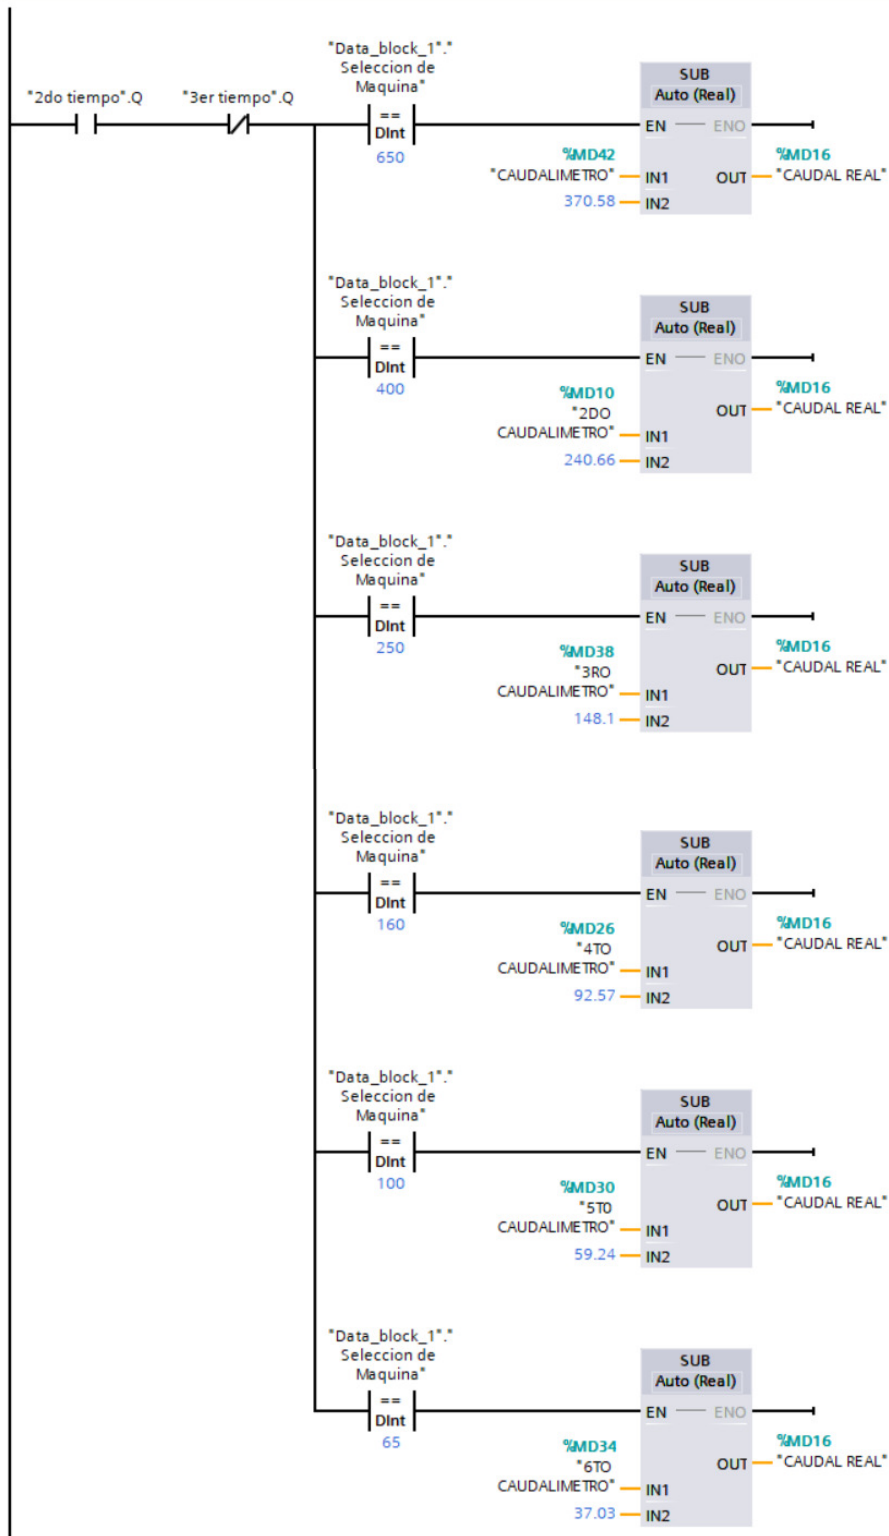 "2do tiempo".Q
"3er tiempo".Q
"Data_block_1"."
Seleccion de
Maquina"
==
DInt
650
SUB
Auto (Real)
EN
ENO
%MD42
"CAUDALIMETRO"
IN1
370.58
IN2
OUT
%MD16
"CAUDAL REAL"
"Data_block_1"."
Seleccion de
Maquina"
==
DInt
400
SUB
Auto (Real)
EN
ENO
%MD10
"2DO
CAUDALIMETRO"
IN1
240.66
IN2
OUT
%MD16
"CAUDAL REAL"
"Data_block_1"."
Seleccion de
Maquina"
==
DInt
250
SUB
Auto (Real)
EN
ENO
%MD38
"3RO
CAUDALIMETRO"
IN1
148.1
IN2
OUT
%MD16
"CAUDAL REAL"
"Data_block_1"."
Seleccion de
Maquina"
==
DInt
160
SUB
Auto (Real)
EN
ENO
%MD26
"4TO
CAUDALIMETRO"
IN1
92.57
IN2
OUT
%MD16
"CAUDAL REAL"
"Data_block_1"."
Seleccion de
Maquina"
==
DInt
100
SUB
Auto (Real)
EN
ENO
%MD30
"5T0
CAUDALIMETRO"
IN1
59.24
IN2
OUT
%MD16
"CAUDAL REAL"
"Data_block_1"."
Seleccion de
Maquina"
==
DInt
65
SUB
Auto (Real)
EN
ENO
%MD34
"6TO
CAUDALIMETRO"
IN1
37.03
IN2
OUT
%MD16
"CAUDAL REAL"